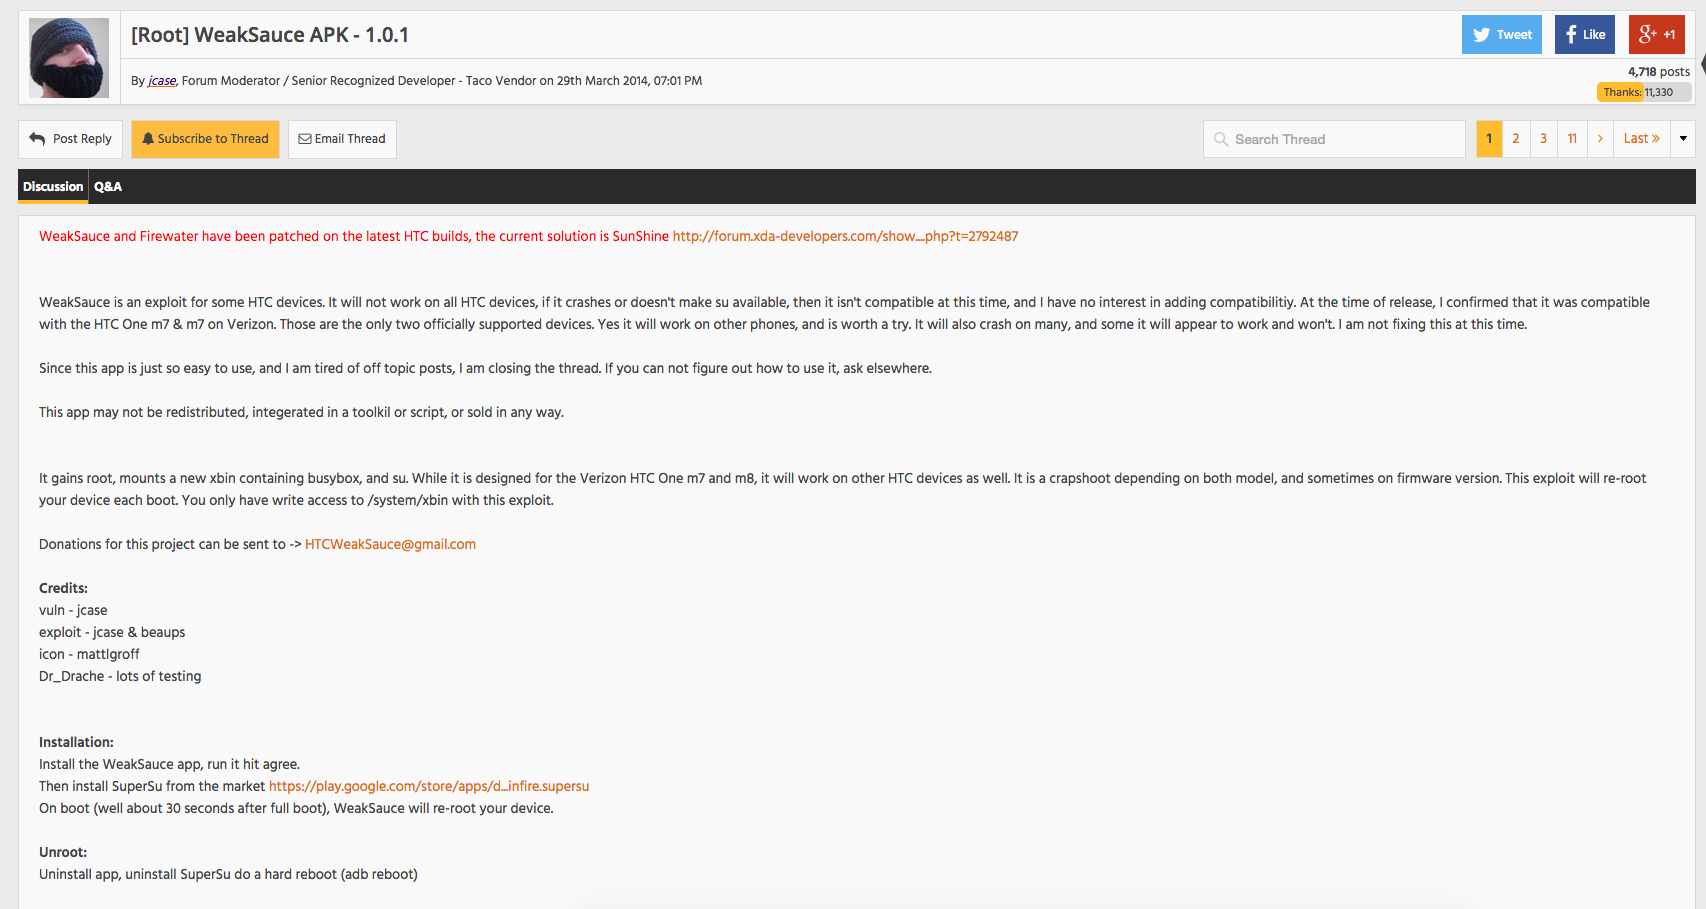 [Root] WeakSauce APK - 1.0.1
Tweet
Like
g+ +1
By jcase, Forum Moderator / Senior Recognized Developer - Taco Vendor on 29th March 2014, 07:01 PM
4,718 posts
Thanks: 11,330
Post Reply
Subscribe to Thread
Email Thread
Search Thread
1 2 3 11 > Last »
Discussion Q&A
WeakSauce and Firewater have been patched on the latest HTC builds, the current solution is SunShine http://forum.xda-developers.com/show....php?t=2792487
WeakSauce is an exploit for some HTC devices. It will not work on all HTC devices, if it crashes or doesn't make su available, then it isn't compatible at this time, and I have no interest in adding compatibilitiy. At the time of release, I confirmed that it was compatible
with the HTC One m7 & m7 on Verizon. Those are the only two officially supported devices. Yes it will work on other phones, and is worth a try. It will also crash on many, and some it will appear to work and won't. I am not fixing this at this time.
Since this app is just so easy to use, and I am tired of off topic posts, I am closing the thread. If you can not figure out how to use it, ask elsewhere.
This app may not be redistributed, integerated in a toolkil or script, or sold in any way.
It gains root, mounts a new xbin containing busybox, and su. While it is designed for the Verizon HTC One m7 and m8, it will work on other HTC devices as well. It is a crapshoot depending on both model, and sometimes on firmware version. This exploit will re-root
your device each boot. You only have write access to /system/xbin with this exploit.
Donations for this project can be sent to -> HTCWeakSauce@gmail.com
Credits:
vuln - jcase
exploit - jcase & beaups
icon - mattlgroff
Dr_Drache - lots of testing
Installation:
Install the WeakSauce app, run it hit agree.
Then install SuperSu from the market https://play.google.com/store/apps/d...infire.supersu
On boot (well about 30 seconds after full boot), WeakSauce will re-root your device.
Unroot:
Uninstall app, uninstall SuperSu do a hard reboot (adb reboot)